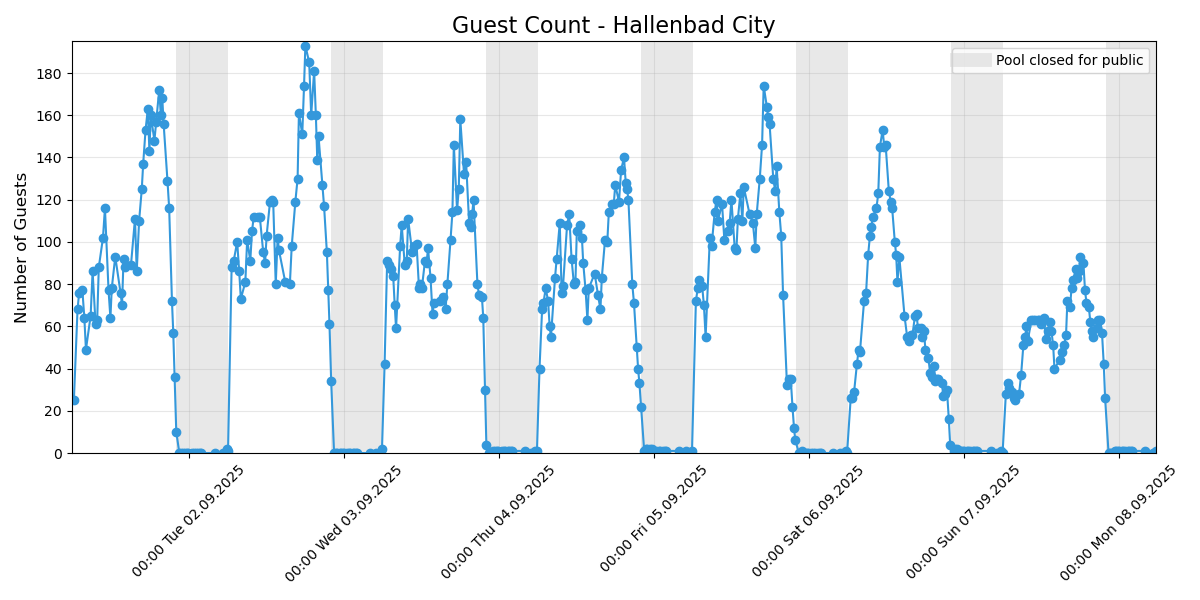 Guest Count - Hallenbad City
Pool closed for public
Number of Guests
180
160
140
120
100
80
60
40
20
0
00:00 Tue 02.09.2025
00:00 Wed 03.09.2025
00:00 Thu 04.09.2025
00:00 Fri 05.09.2025
00:00 Sat 06.09.2025
00:00 Sun 07.09.2025
00:00 Mon 08.09.2025